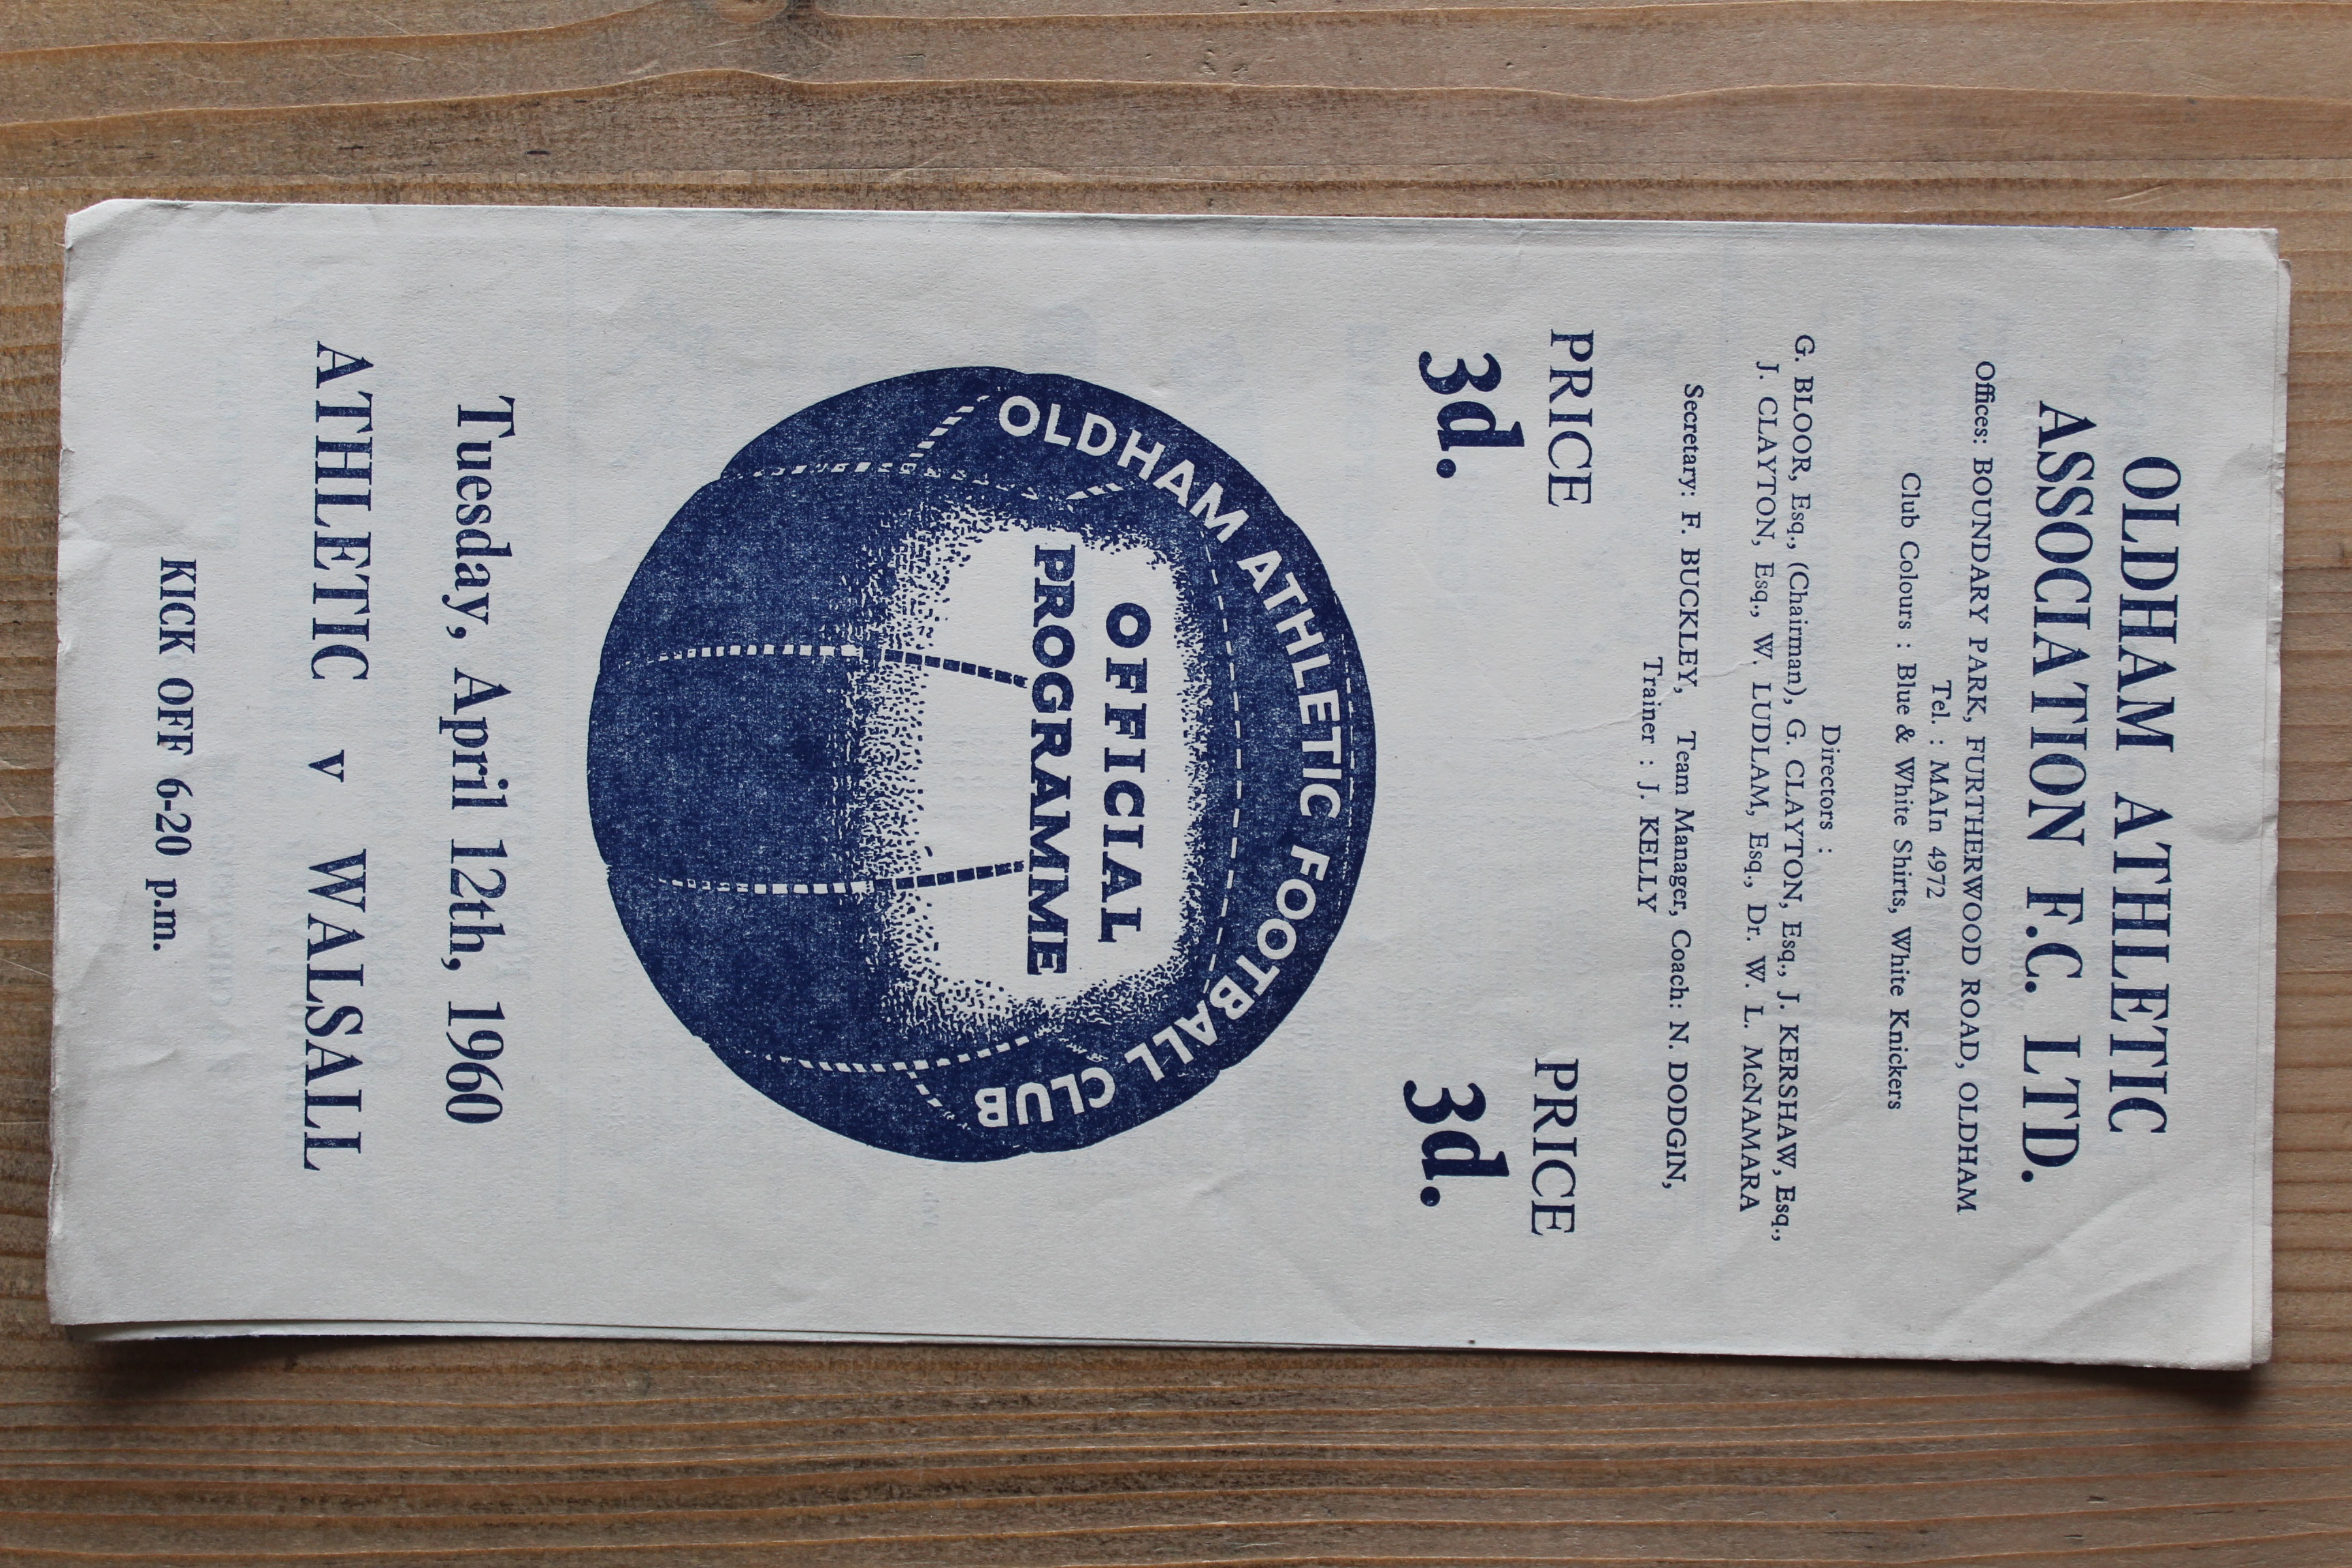 OLDHAM ATHLETIC
ASSOCIATION F.C. LTD.
Offices: BOUNDARY PARK, FURTHERWOOD ROAD, OLDHAM
Tel. : MAIn 4972
Club Colours : Blue & White Shirts, White Knickers
Directors :
G. BLOOR, Esq., (Chairman), G. CLAYTON, Esq., J. KERSHAW, Esq.,
J. CLAYTON, Esq., W. LUDLAM, Esq., Dr. W. L. McNAMARA
Secretary: F. BUCKLEY, Team Manager, Coach: N. DODGIN,
Trainer : J. KELLY
PRICE PRICE
3d. 3d.
OLDHAM ATHLETIC FOOTBALL CLUB
OFFICIAL
PROGRAMME
Tuesday, April 12th, 1960
ATHLETIC v WALSALL
KICK OFF 6-20 p.m.